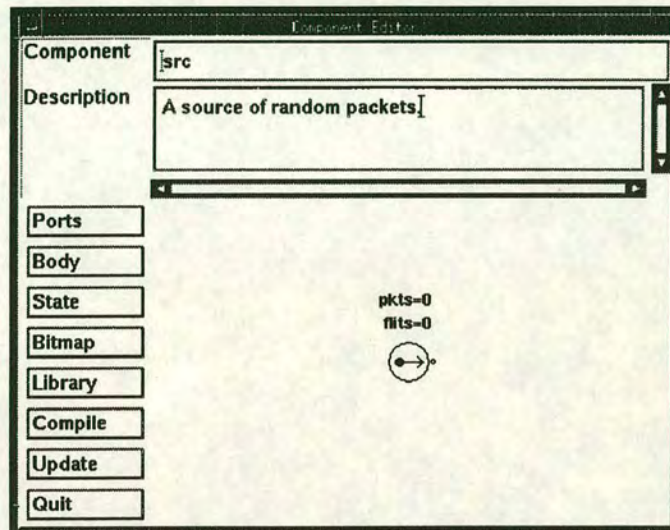 Component Editor
Component
src
Description
A source of random packets.
Ports
Body
State
Bitmap
Library
Compile
Update
Quit
pkts=0
flits=0